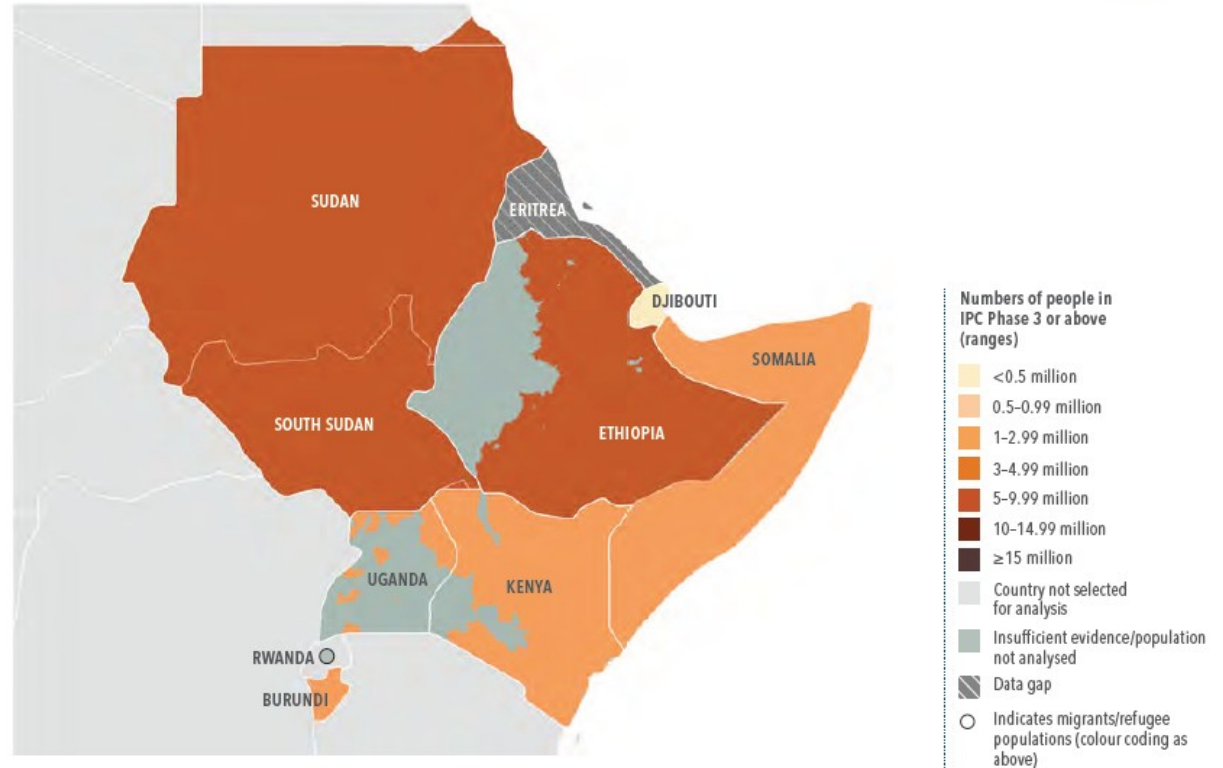 SUDAN
ERITREA
DJIBOUTI
SOMALIA
SOUTH SUDAN
ETHIOPIA
UGANDA
KENYA
RWANDA
BURUNDI
Numbers of people in
IPC Phase 3 or above
(ranges)
<0.5 million
0.5–0.99 million
1–2.99 million
3–4.99 million
5–9.99 million
10–14.99 million
≥15 million
Country not selected
for analysis
Insufficient evidence/population
not analysed
Data gap
Indicates migrants/refugee
populations (colour coding as
above)